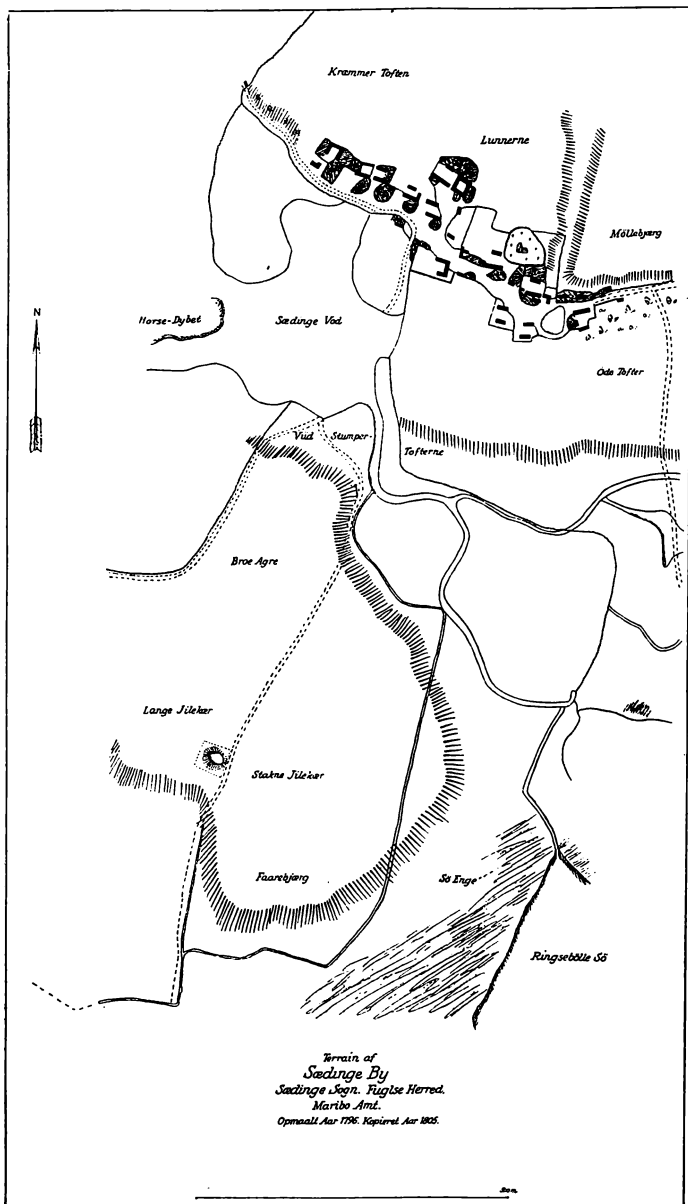 Kræmmer Toften
Lunnerne
Möllebjærg
N
Horse-Dybet
Sædinge Vod
Ods Tofter
Vud Stumper
Tofterne
Broe Agre
Lange Jilekær
Stakne Jilekær
Faarebjærg
Sö Enge
Ringsebölle Sö
Terrain af
Sædinge By
Sædinge Sogn. Fuglse Herred.
Maribo Amt.
Opmaalt Aar 1796. Kopieret Aar 1805.